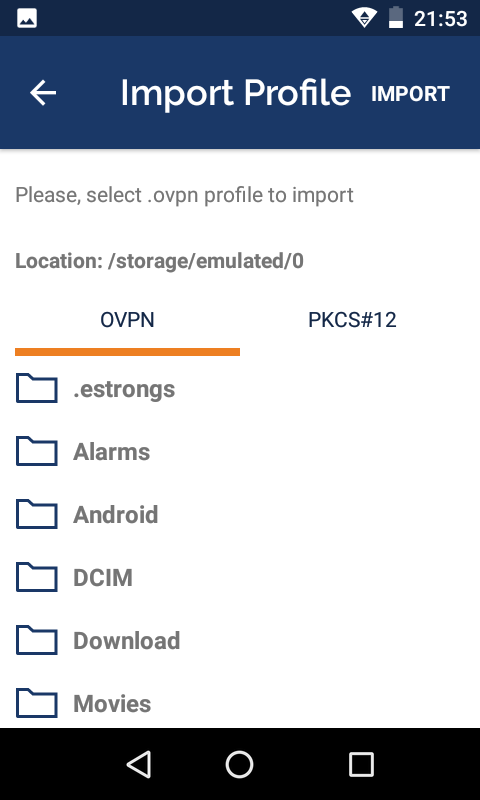 21:53
Import Profile
IMPORT
Please, select .ovpn profile to import
Location: /storage/emulated/0
OVPN
PKCS#12
.estrongs
Alarms
Android
DCIM
Download
Movies